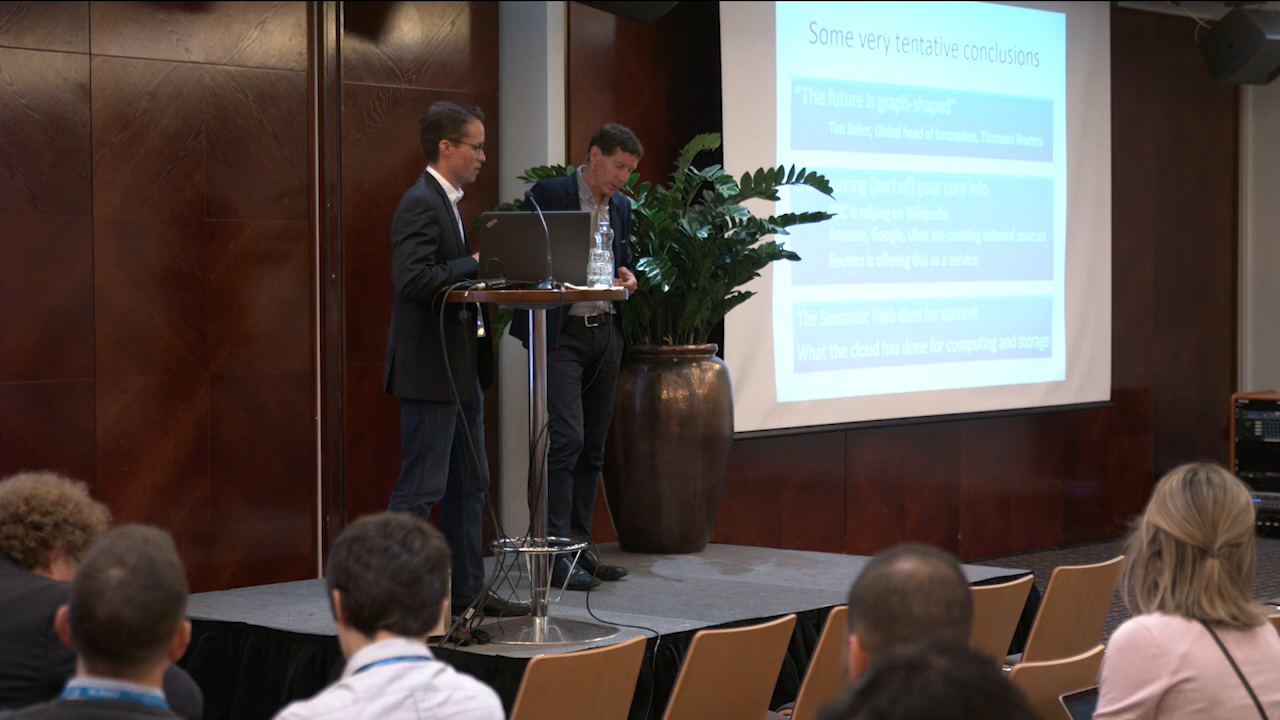 Some very tentative conclusions
"The future is graph-shaped"
Tim Baker, Global head of Innovation, Thomson Reuters
(part of) your core info
is relying on Wikipedia
Amazon, Google, Uber are curating external sources
Reuters is offering this as a service
The Semantic Web does for content
What the cloud has done for computing and storage